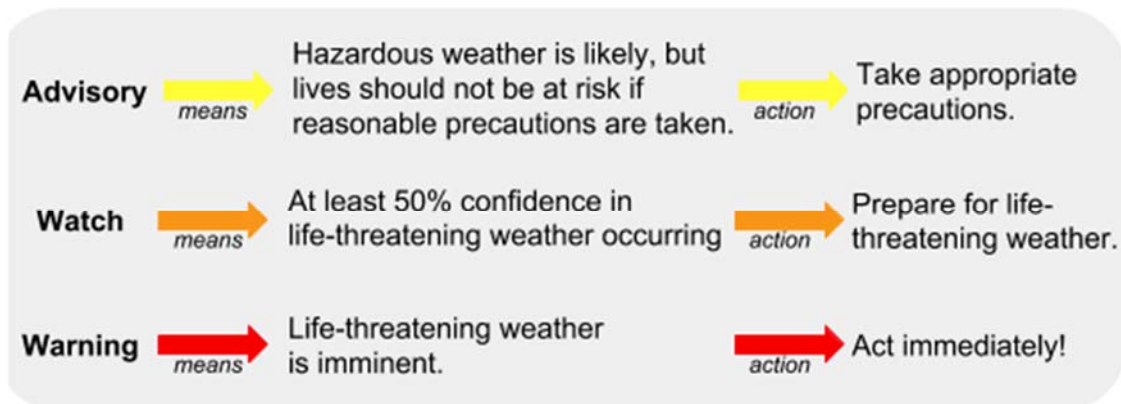 Advisory
means
Hazardous weather is likely, but
lives should not be at risk if
reasonable precautions are taken.
action
Take appropriate
precautions.
Watch
means
At least 50% confidence in
life-threatening weather occurring
action
Prepare for life-
threatening weather.
Warning
means
Life-threatening weather
is imminent.
action
Act immediately!